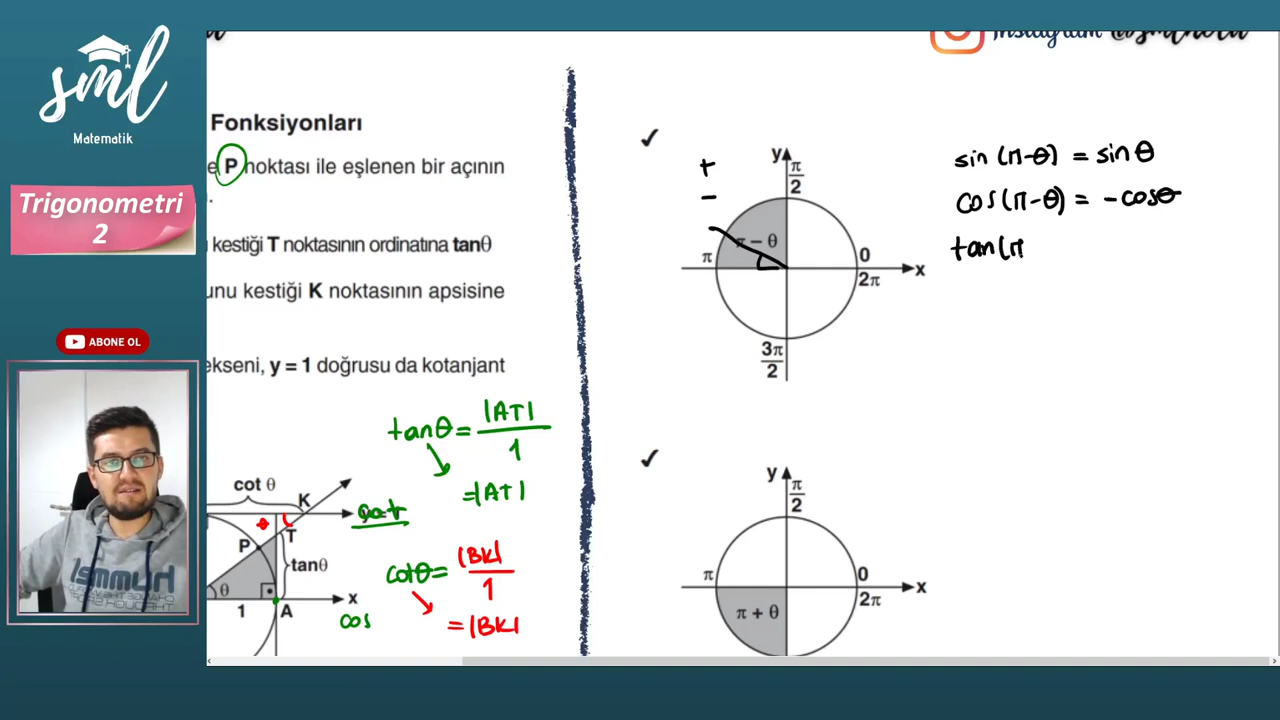 sml
Matematik
Trigonometri
2
ABONE OL
Instagram
Fonksiyonları
P noktası ile eşlenen bir açının
kestiği T noktasının ordinatına tanθ
unu kestiği K noktasının apsisine
ekseni, y = 1 doğrusu da kotanjant
tanθ = |AT| / 1
= |AT|
cotθ = |BK| / 1
= |BK|
cot θ
K
cot
T
P
tanθ
θ
θ
1
A
x
cos
✓
+
-
y
π/2
π - θ
π
0
2π
x
3π/2
sin(π-θ) = sinθ
cos(π-θ) = -cosθ
tan(π
✓
y
π/2
π
0
2π
x
π + θ